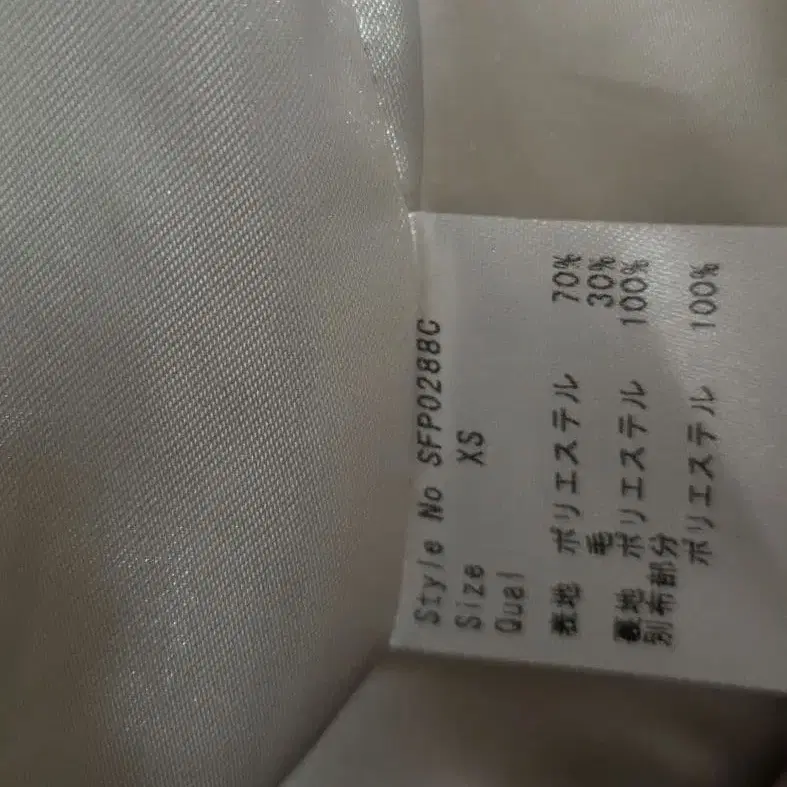 Style No SFP0288C
Size XS
Qual
表地 ポリエステル 70%
毛 30%
裏地 ポリエステル 100%
別布部分
ポリエステル 100%